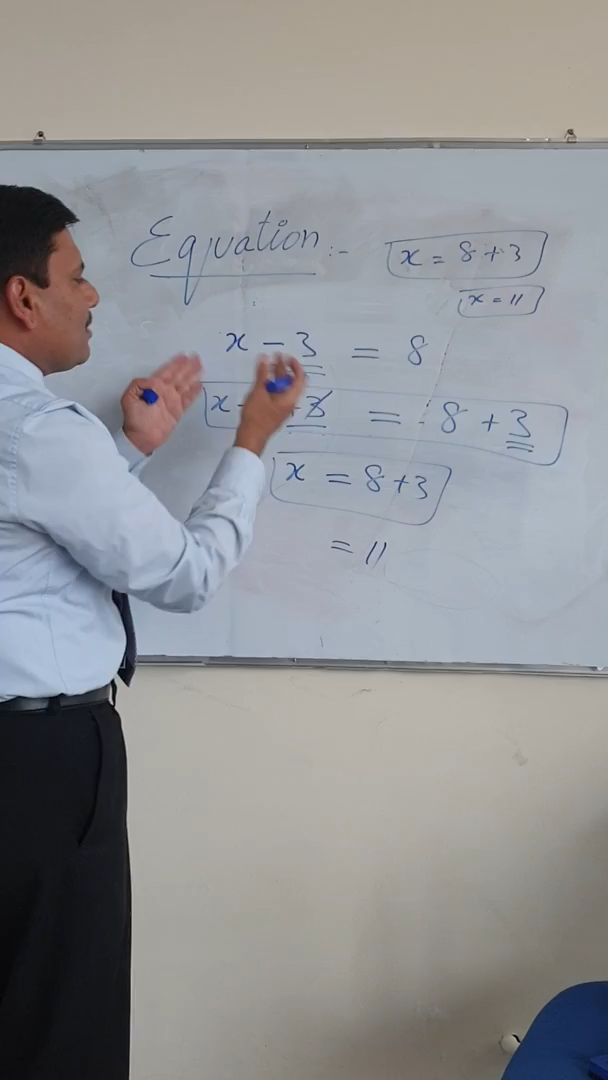 Equation :-
x = 8 + 3
x = 11
x - 3 = 8
x - 3 = 8 + 3
x = 8 + 3
= 11